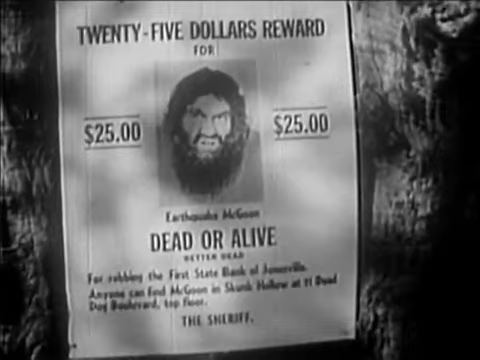 TWENTY-FIVE DOLLARS REWARD
FOR
$25.00
$25.00
Earthquake McGoon
DEAD OR ALIVE
BETTER DEAD
For robbing the First State Bank of Jonesville.
Anyone can find McGoon in Skunk Hollow at 11 Dead
Dog Boulevard, top floor.
THE SHERIFF.